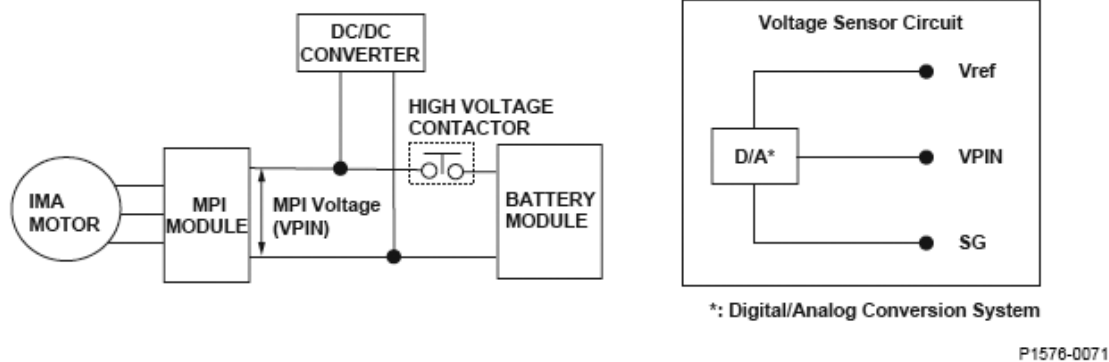 DC/DC
CONVERTER
HIGH VOLTAGE
CONTACTOR
IMA
MOTOR
MPI
MODULE
MPI Voltage
(VPIN)
BATTERY
MODULE
Voltage Sensor Circuit
Vref
D/A*
VPIN
SG
*: Digital/Analog Conversion System
P1576-0071